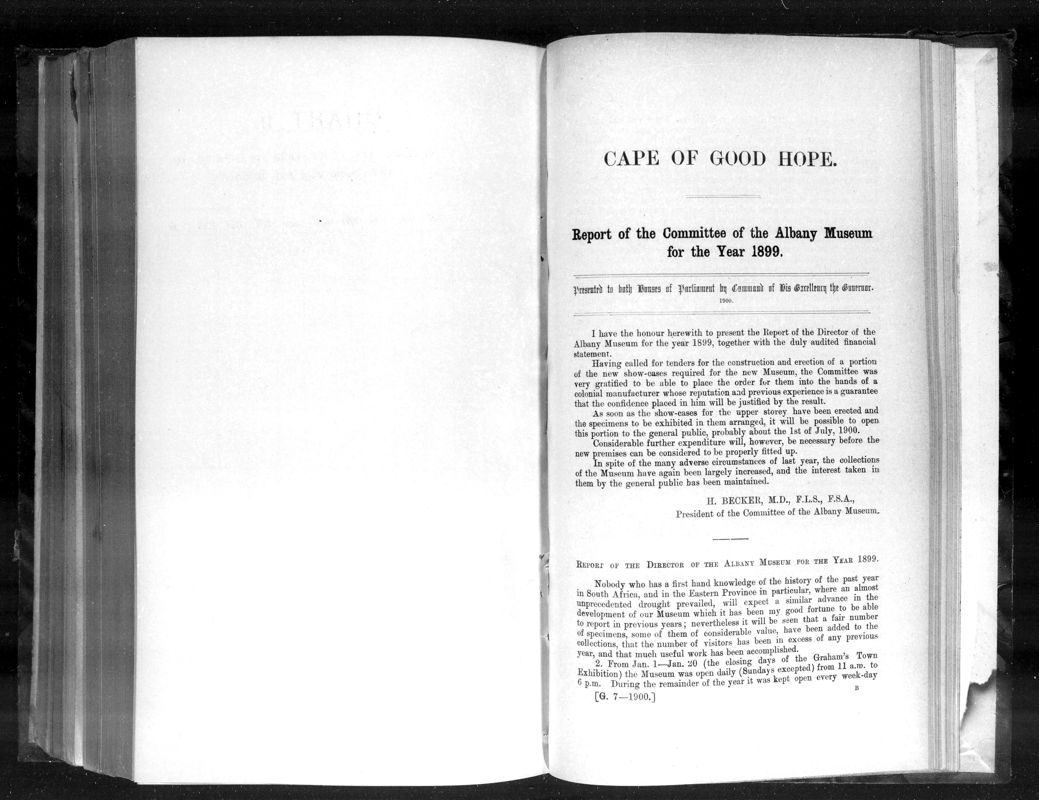 CAPE OF GOOD HOPE.
Report of the Committee of the Albany Museum
for the Year 1899.
Presented to both Houses of Parliament by Command of His Excellency the Governor.
1900.
I have the honour herewith to present the Report of the Director of the
Albany Museum for the year 1899, together with the duly audited financial
statement.
Having called for tenders for the construction and erection of a portion
of the new show-cases required for the new Museum, the Committee was
very gratified to be able to place the order for them into the hands of a
colonial manufacturer whose reputation and previous experience is a guarantee
that the confidence placed in him will be justified by the result.
As soon as the show-cases for the upper storey have been erected and
the specimens to be exhibited in them arranged, it will be possible to open
this portion to the general public, probably about the 1st of July, 1900.
Considerable further expenditure will, however, be necessary before the
new premises can be considered to be properly fitted up.
In spite of the many adverse circumstances of last year, the collections
of the Museum have again been largely increased, and the interest taken in
them by the general public has been maintained.
H. BECKER, M.D., F.L.S., F.S.A.,
President of the Committee of the Albany Museum.
REPORT OF THE DIRECTOR OF THE ALBANY MUSEUM FOR THE YEAR 1899.
Nobody who has a first hand knowledge of the history of the past year
in South Africa, and in the Eastern Province in particular, where an almost
unprecedented drought prevailed, will expect a similar advance in the
development of our Museum which it has been my good fortune to be able
to report in previous years; nevertheless it will be seen that a fair number
of specimens, some of them of considerable value, have been added to the
collections, that the number of visitors has been in excess of any previous
year, and that much useful work has been accomplished.
2. From Jan. 1—Jan. 20 (the closing days of the Graham's Town
Exhibition) the Museum was open daily (Sundays excepted) from 11 a.m. to
6 p.m. During the remainder of the year it was kept open every week-day
[G. 7—1900.]
B